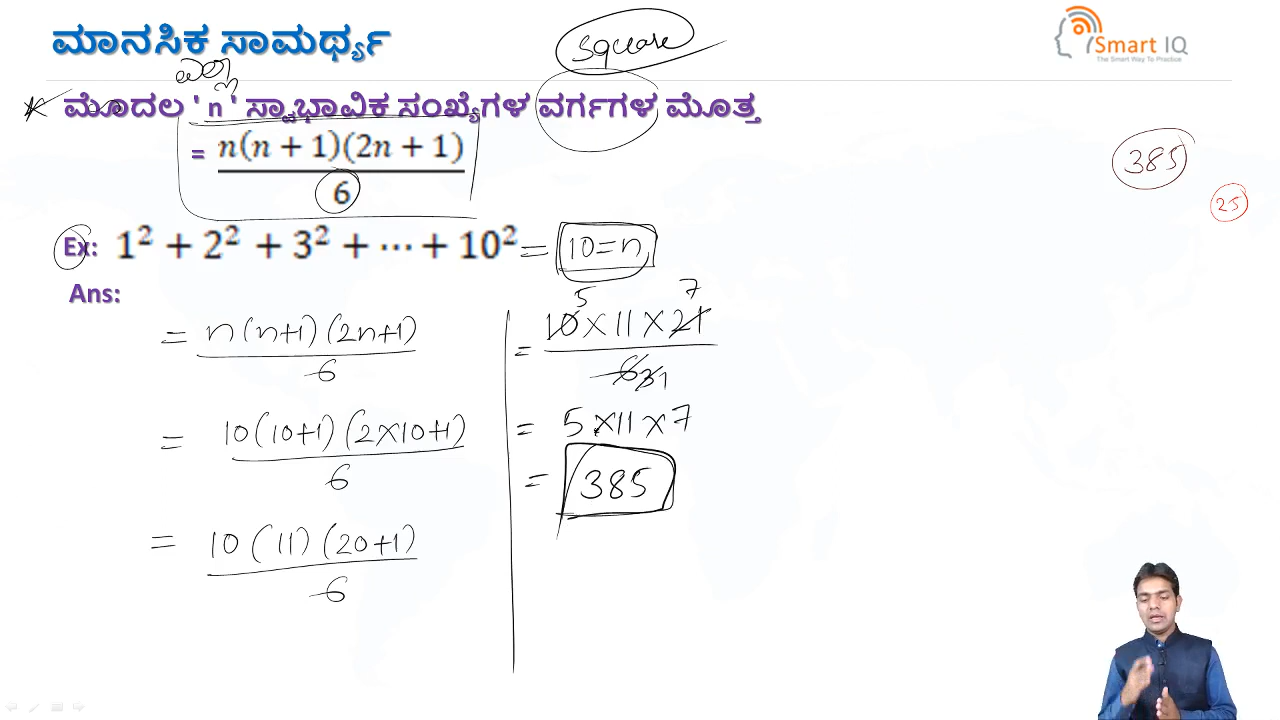 ಮಾನಸಿಕ ಸಾಮರ್ಥ್ಯ
Smart IQ
The Smart Way To Practice
square
ಮೊದಲ ' n ' ಸ್ವಾಭಾವಿಕ ಸಂಖ್ಯೆಗಳ ವರ್ಗಗಳ ಮೊತ್ತ
= n(n + 1)(2n + 1) / 6
385
25
Ex: 1² + 2² + 3² + ⋯ + 10² = 10=n
Ans:
= n(n+1)(2n+1) / 6
= 10(10+1)(2×10+1) / 6
= 10(11)(20+1) / 6
5 7
= 10×11×21 / 6 3 1
= 5×11×7
= 385